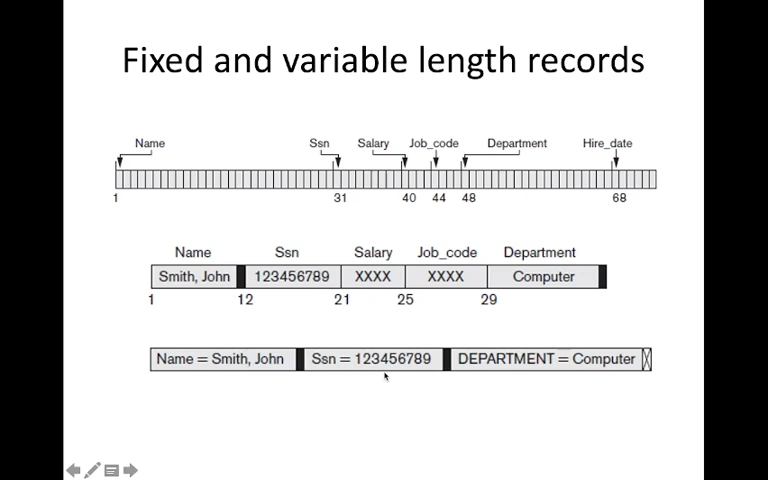 Fixed and variable length records
Name Ssn Salary Job_code Department Hire_date
1 31 40 44 48 68
Name Ssn Salary Job_code Department
Smith, John 123456789 XXXX XXXX Computer
1 12 21 25 29
Name = Smith, John Ssn = 123456789 DEPARTMENT = Computer